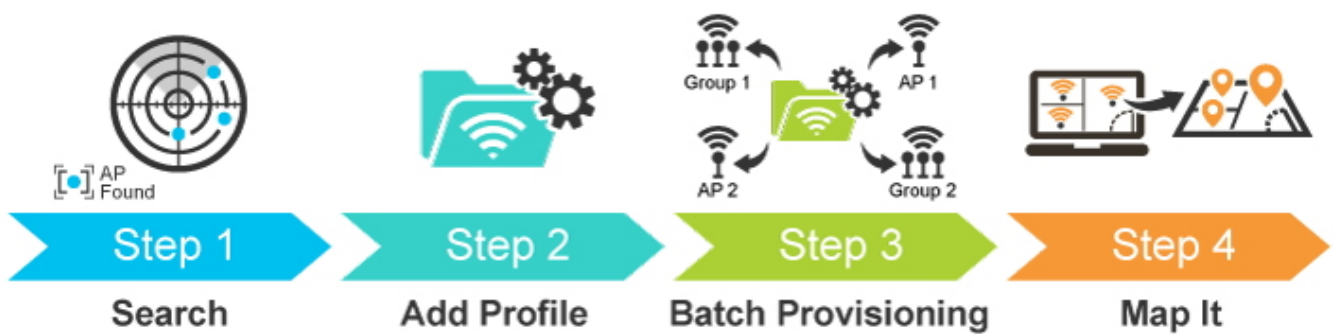 AP
Found
Group 1
AP 1
AP 2
Group 2
Step 1
Step 2
Step 3
Step 4
Search
Add Profile
Batch Provisioning
Map It